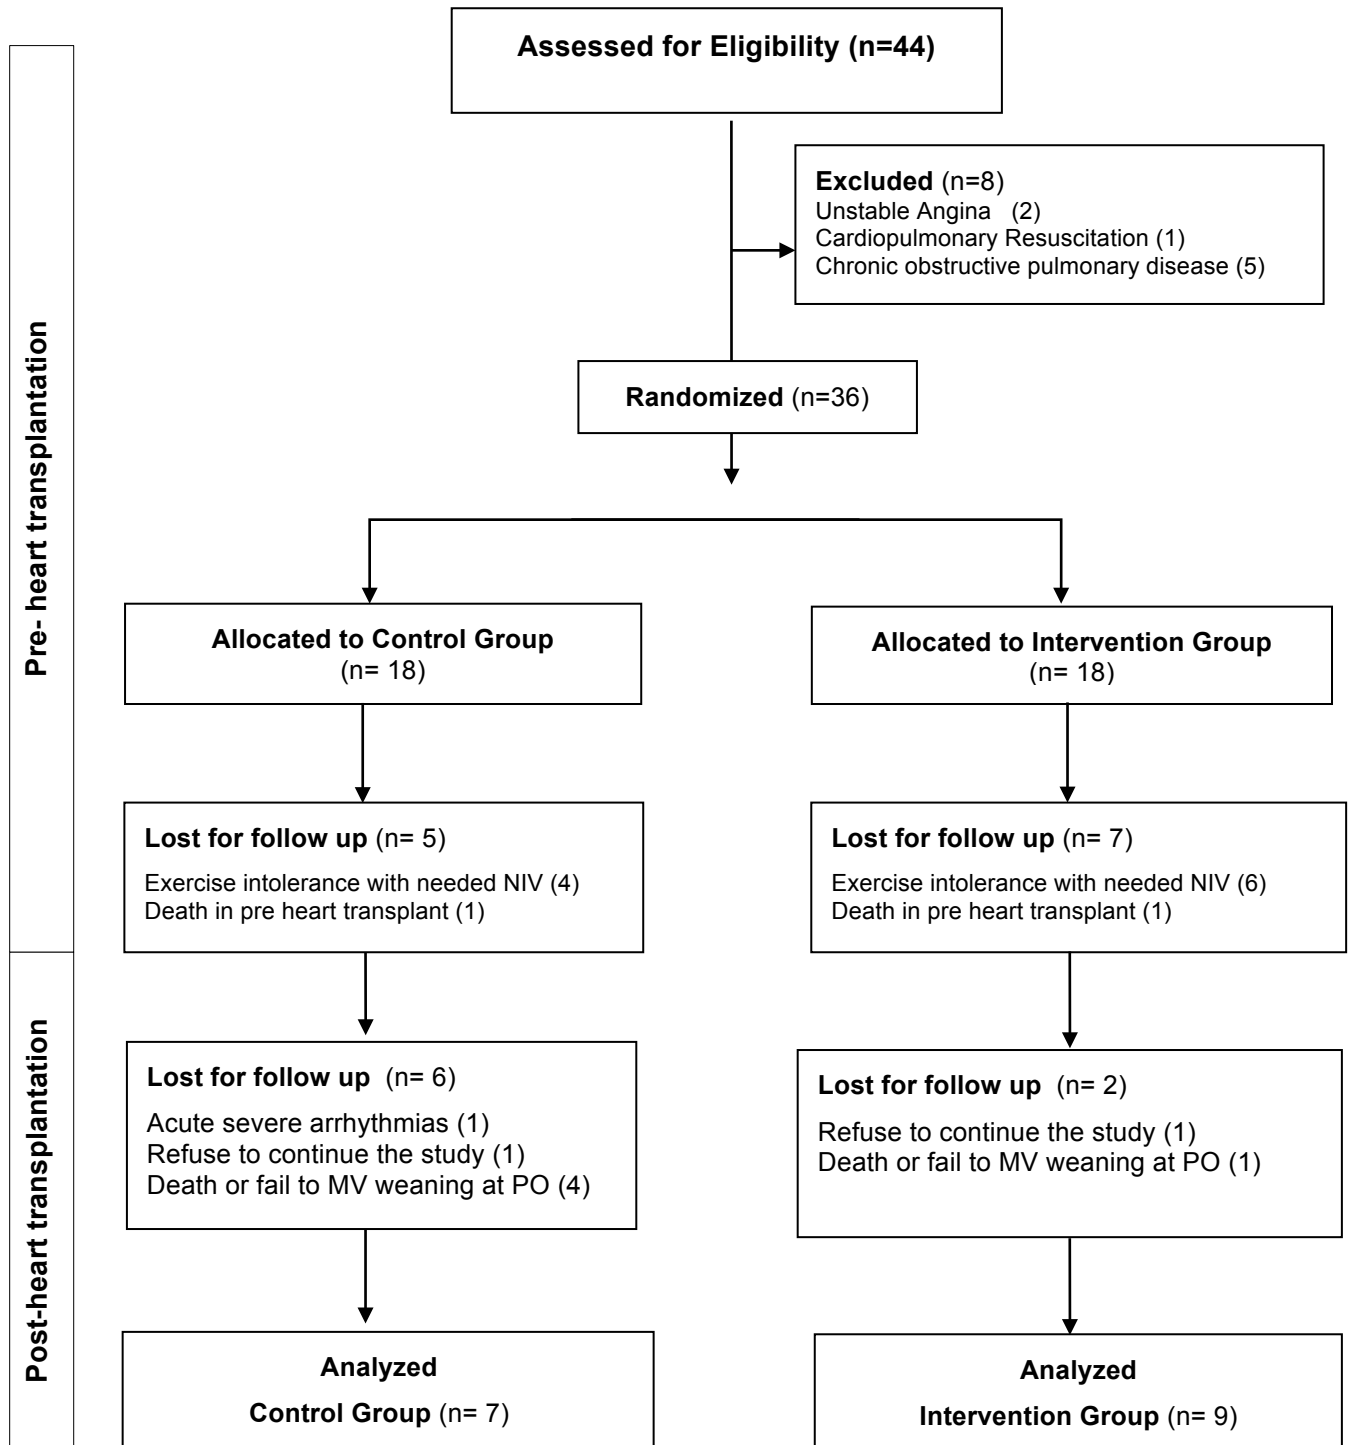 Assessed for Eligibility (n=44)
Excluded (n=8)
Unstable Angina (2)
Cardiopulmonary Resuscitation (1)
Chronic obstructive pulmonary disease (5)
Pre- heart transplantation
Randomized (n=36)
Allocated to Control Group
(n= 18)
Allocated to Intervention Group
(n= 18)
Lost for follow up (n= 5)
Exercise intolerance with needed NIV (4)
Death in pre heart transplant (1)
Lost for follow up (n= 7)
Exercise intolerance with needed NIV (6)
Death in pre heart transplant (1)
Post-heart transplantation
Lost for follow up (n= 6)
Acute severe arrhythmias (1)
Refuse to continue the study (1)
Death or fail to MV weaning at PO (4)
Lost for follow up (n= 2)
Refuse to continue the study (1)
Death or fail to MV weaning at PO (1)
Analyzed
Control Group (n= 7)
Analyzed
Intervention Group (n= 9)